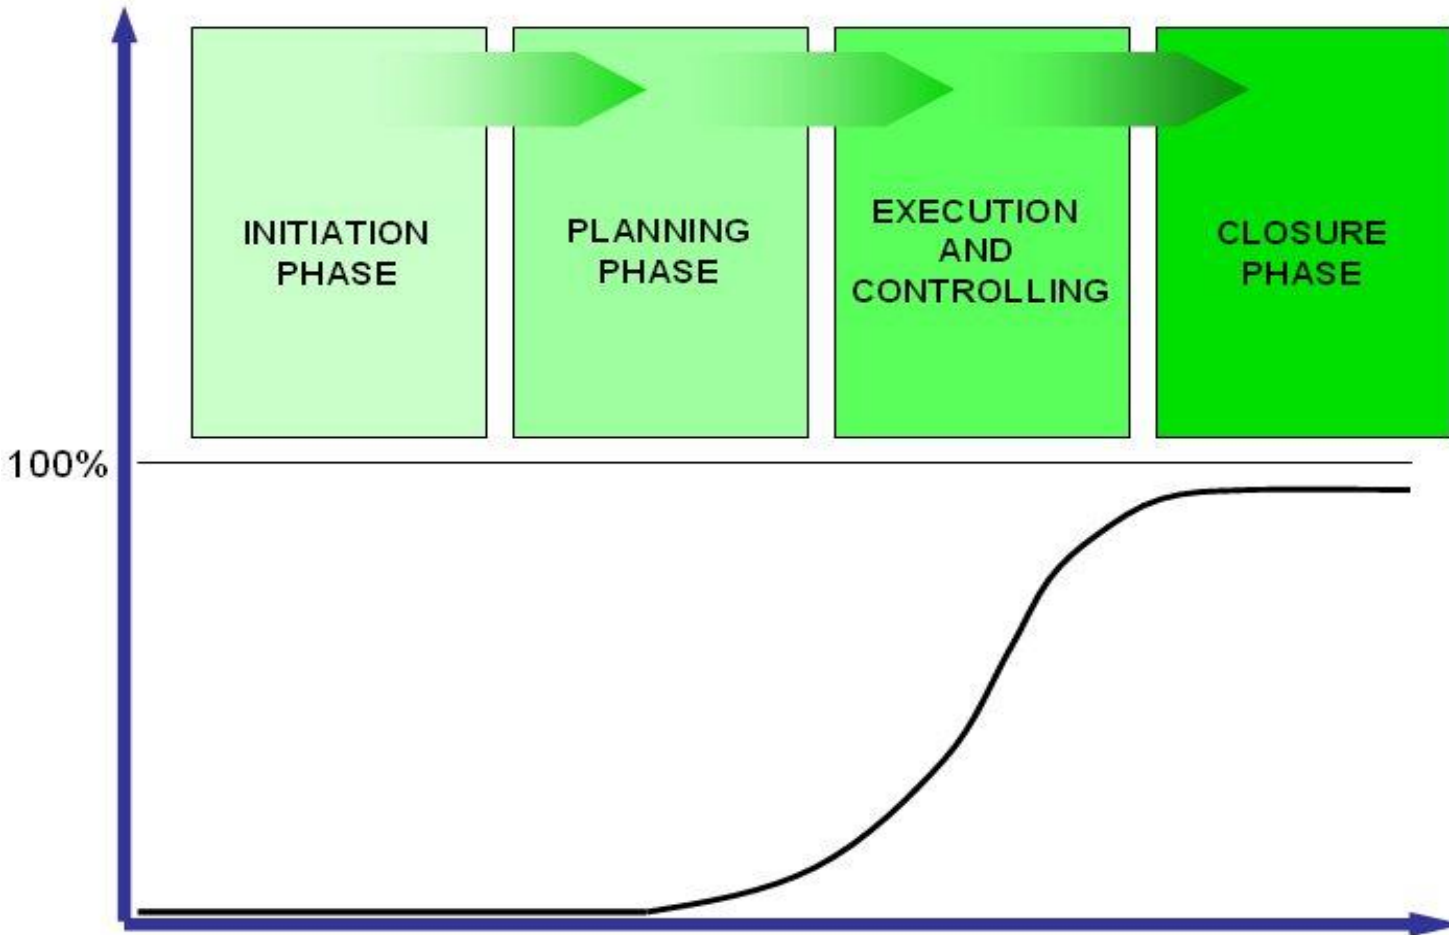 INITIATION
PHASE
PLANNING
PHASE
EXECUTION
AND
CONTROLLING
CLOSURE
PHASE
100%